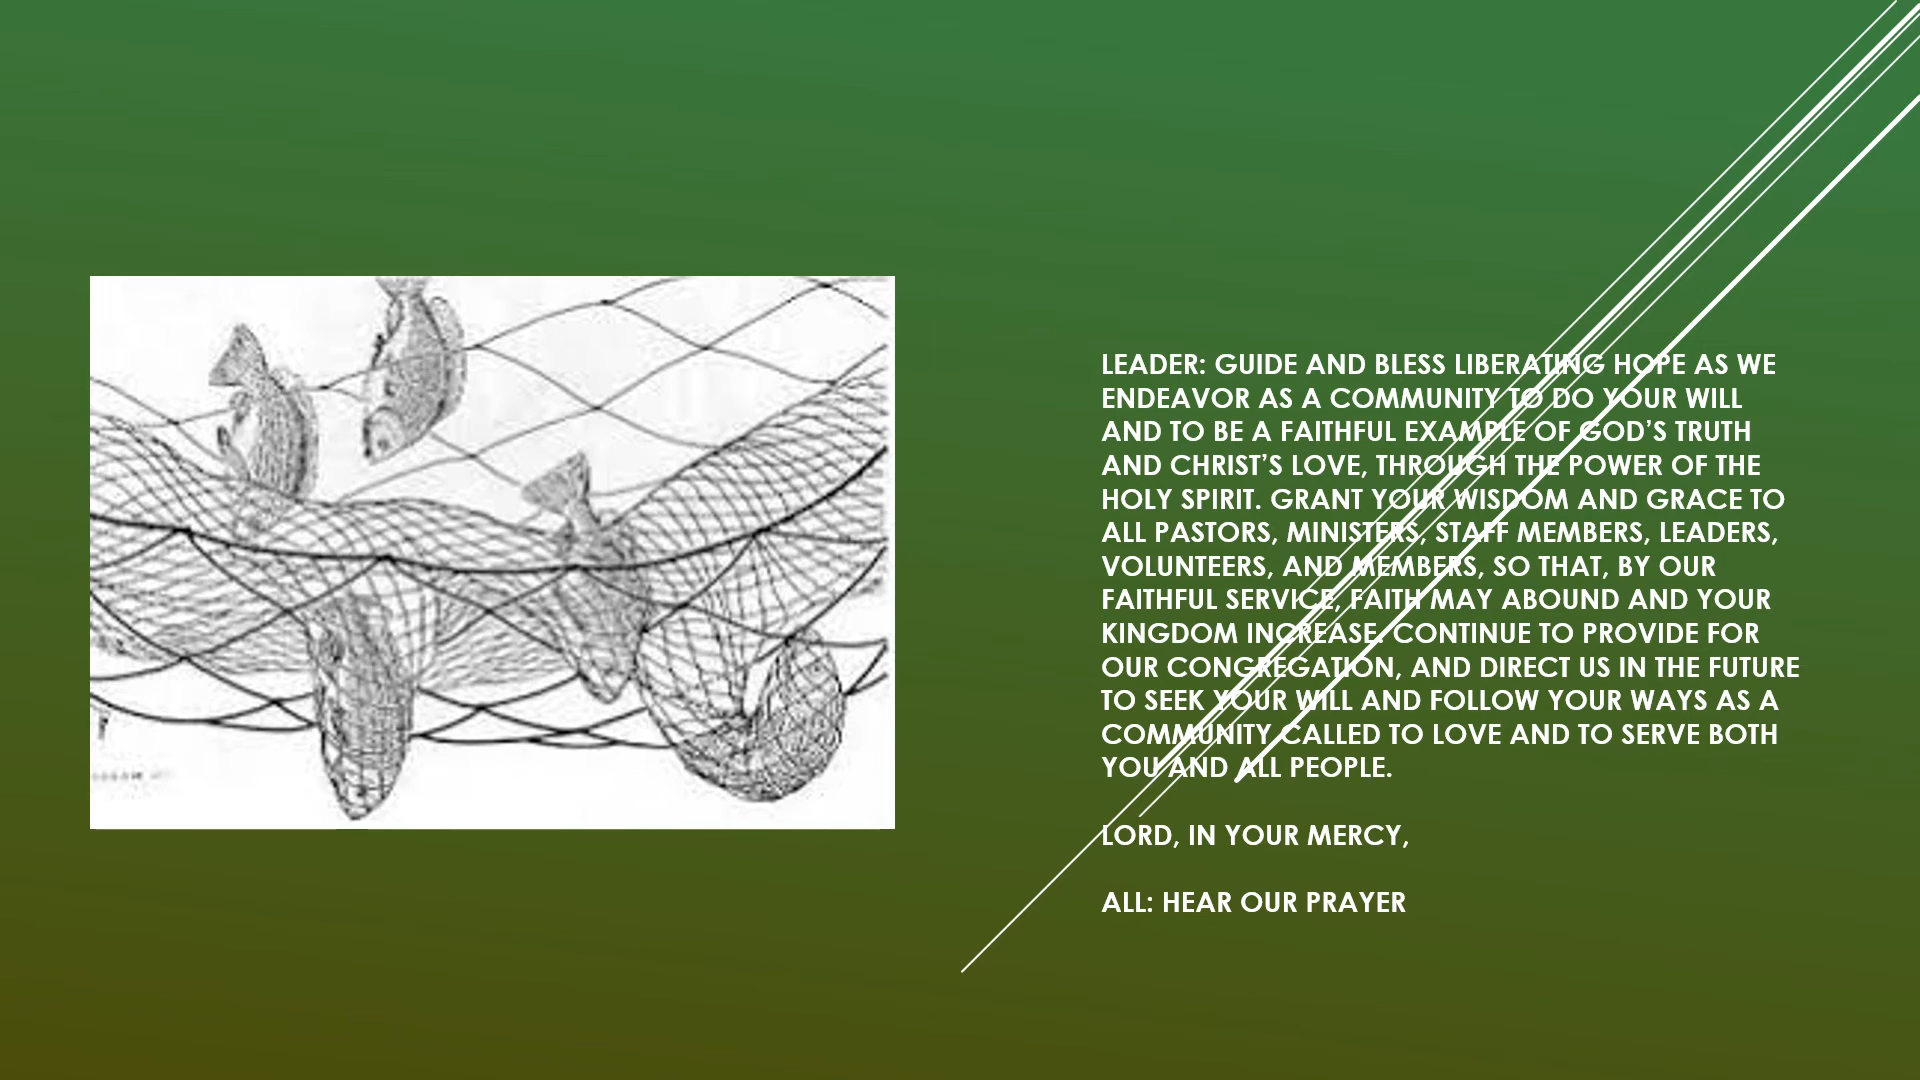 LEADER: GUIDE AND BLESS LIBERATING HOPE AS WE
ENDEAVOR AS A COMMUNITY TO DO YOUR WILL
AND TO BE A FAITHFUL EXAMPLE OF GOD’S TRUTH
AND CHRIST’S LOVE, THROUGH THE POWER OF THE
HOLY SPIRIT. GRANT YOUR WISDOM AND GRACE TO
ALL PASTORS, MINISTERS, STAFF MEMBERS, LEADERS,
VOLUNTEERS, AND MEMBERS, SO THAT, BY OUR
FAITHFUL SERVICE, FAITH MAY ABOUND AND YOUR
KINGDOM INCREASE. CONTINUE TO PROVIDE FOR
OUR CONGREGATION, AND DIRECT US IN THE FUTURE
TO SEEK YOUR WILL AND FOLLOW YOUR WAYS AS A
COMMUNITY CALLED TO LOVE AND TO SERVE BOTH
YOU AND ALL PEOPLE.
LORD, IN YOUR MERCY,
ALL: HEAR OUR PRAYER